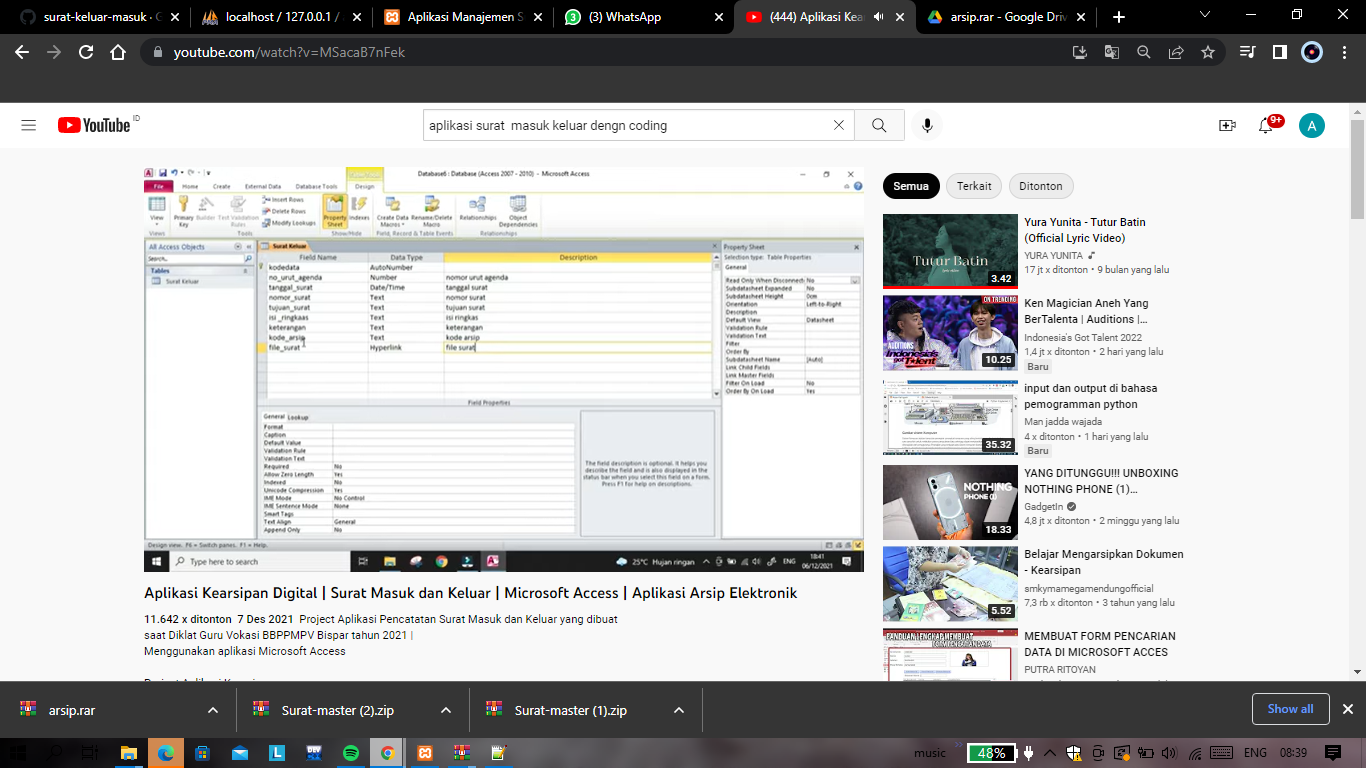 surat-keluar-masuk · G
localhost / 127.0.0.1 /
Aplikasi Manajemen S
(3) WhatsApp
(444) Aplikasi Kear
arsip.rar - Google Driv
youtube.com/watch?v=MSacaB7nFek
YouTube ID
aplikasi surat  masuk keluar dengn coding
9+
A
Database6 : Database (Access 2007 - 2010) - Microsoft Access
File Home Create External Data Database Tools Design
View
Primary Key
Builder
Test Validation Rules
Insert Rows
Delete Rows
Modify Lookups
Property Sheet
Indexes
Create Data Macros
Rename/Delete Macro
Relationships
Object Dependencies
Views Tools Show/Hide Field, Record & Table Events Relationships
All Access Objects
Search...
Tables
Surat Keluar
Surat Keluar
Field Name Data Type Description
kodedata AutoNumber
no_urut_agenda Number nomor urut agenda
tanggal_surat Date/Time tanggal surat
nomor_surat Text nomor surat
tujuan_surat Text tujuan surat
isi _ringkaas Text isi ringkas
keterangan Text keterangan
kode_arsip Text kode arsip
file_surat Hyperlink file surat
Field Properties
General Lookup
Format
Caption
Default Value
Validation Rule
Validation Text
Required No
Allow Zero Length Yes
Indexed No
Unicode Compression Yes
IME Mode No Control
IME Sentence Mode None
Smart Tags
Text Align General
Append Only No
The field description is optional. It helps you
describe the field and is also displayed in the
status bar when you select this field on a form.
Press F1 for help on descriptions.
Property Sheet
Selection type: Table Properties
General
Read Only When Disconnect No
Subdatasheet Expanded No
Subdatasheet Height 0cm
Orientation Left-to-Right
Description
Default View Datasheet
Validation Rule
Validation Text
Filter
Order By
Subdatasheet Name [Auto]
Link Child Fields
Link Master Fields
Filter On Load No
Order By On Load Yes
Design view. F6 = Switch panes. F1 = Help.
Type here to search
25°C Hujan ringan
ENG
18:41
06/12/2021
Aplikasi Kearsipan Digital | Surat Masuk dan Keluar | Microsoft Access | Aplikasi Arsip Elektronik
11.642 x ditonton 7 Des 2021 Project Aplikasi Pencatatan Surat Masuk dan Keluar yang dibuat
saat Diklat Guru Vokasi BBPPMPV Bispar tahun 2021 |
Menggunakan aplikasi Microsoft Access
Semua
Terkait
Ditonton
Tutur Batin
3.42
Yura Yunita - Tutur Batin
(Official Lyric Video)
YURA YUNITA
17 jt x ditonton • 9 bulan yang lalu
ON TRENDING
AUDITIONS
Indonesia's Got Talent
10.25
Ken Magician Aneh Yang
BerTalenta | Auditions |...
Indonesia's Got Talent 2022
1,4 jt x ditonton • 2 hari yang lalu
Baru
35.32
input dan output di bahasa
pemogramman python
Man jadda wajada
4 x ditonton • 1 hari yang lalu
Baru
NOTHING
PHONE (1)
18.33
YANG DITUNGGU!!! UNBOXING
NOTHING PHONE (1)...
GadgetIn
4,8 jt x ditonton • 2 minggu yang lalu
5.52
Belajar Mengarsipkan Dokumen
- Kearsipan
smkymamegamendungofficial
7,3 rb x ditonton • 3 tahun yang lalu
PANDUAN LENGKAP MEMBUAT
FORM PENCARIAN DATA
MEMBUAT FORM PENCARIAN
DATA DI MICROSOFT ACCES
PUTRA RITOYAN
arsip.rar
Surat-master (2).zip
Surat-master (1).zip
Show all
music
48%
ENG
08:39